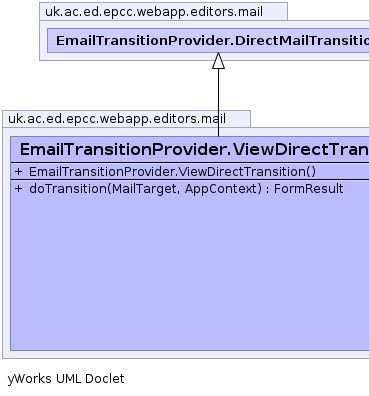 uk.ac.ed.epcc.webapp.editors.mail
EmailTransitionProvider.DirectMailTransitio
uk.ac.ed.epcc.webapp.editors.mail
EmailTransitionProvider.ViewDirectTran
+ EmailTransitionProvider.ViewDirectTransition()
+ doTransition(MailTarget, AppContext) : FormResult
yWorks UML Doclet